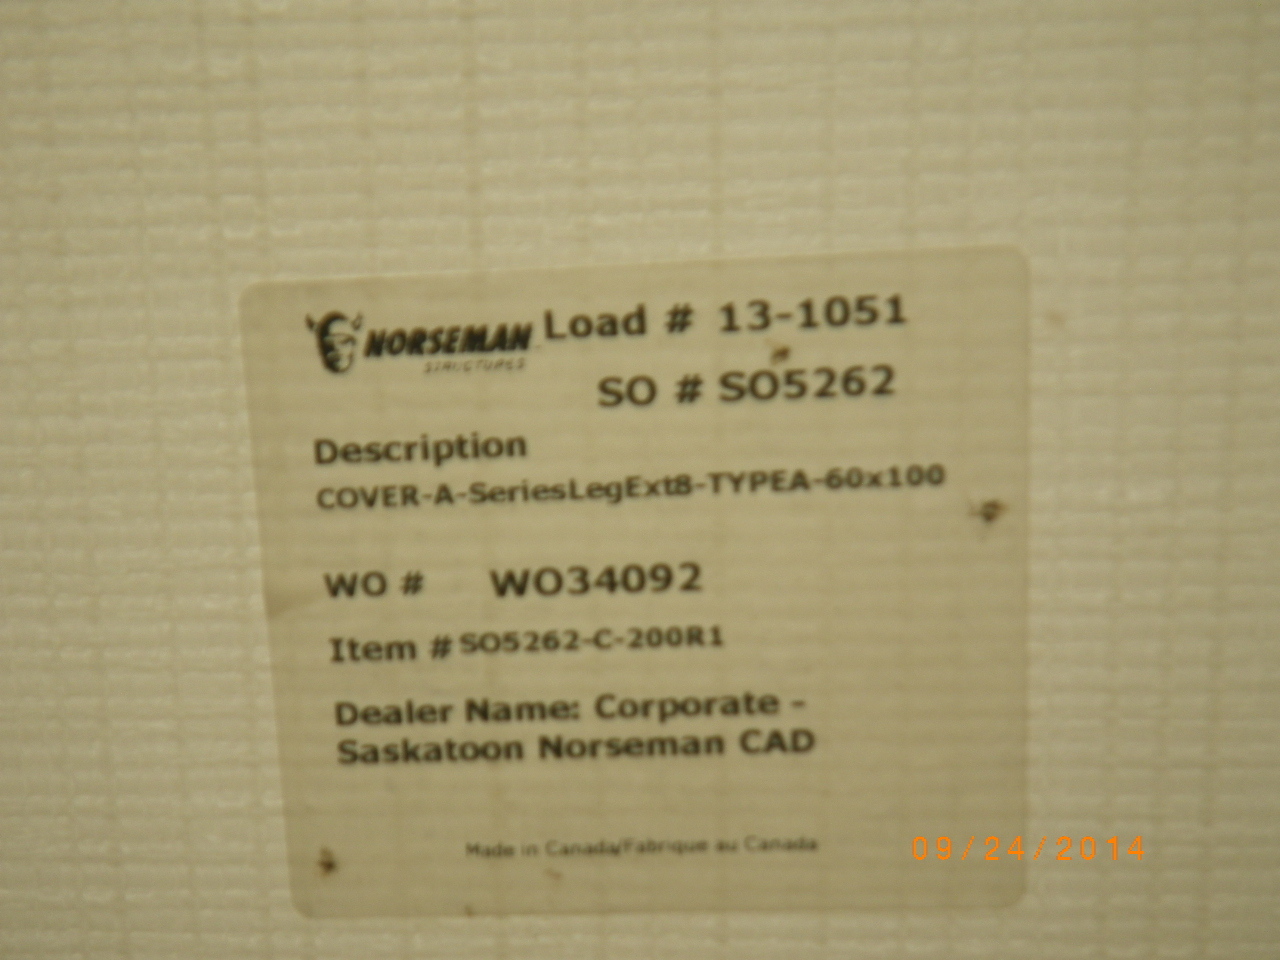 NORSEMAN Load # 13-1051
STRUCTURES
SO # SO5262
Description
COVER-A-SeriesLegExt8-TYPEA-60x100
WO # WO34092
Item # SO5262-C-200R1
Dealer Name: Corporate -
Saskatoon Norseman CAD
Made in Canada/Fabrique au Canada
09/24/2014